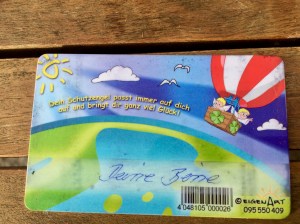 Dein Schutzengel passt immer auf dich
auf und bringt dir ganz viel Glück!
4 048105 000026
© EIGENART
095 550 409